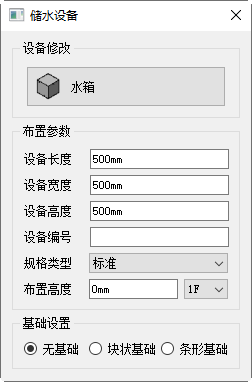 储水设备
设备修改
水箱
布置参数
设备长度 500mm
设备宽度 500mm
设备高度 500mm
设备编号
规格类型 标准
布置高度 0mm 1F
基础设置
无基础 块状基础 条形基础